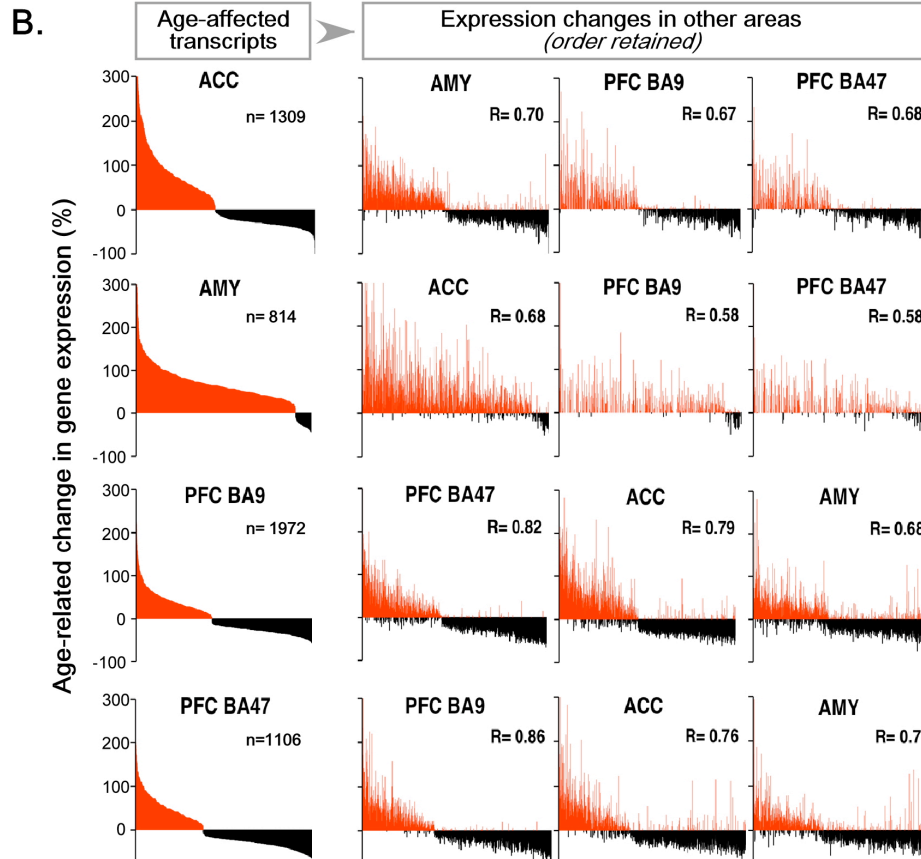 B.
Age-affected
transcripts
Expression changes in other areas
(order retained)
Age-related change in gene expression (%)
ACC
n= 1309
300
200
100
0
-100
AMY
R= 0.70
PFC BA9
R= 0.67
PFC BA47
R= 0.68
AMY
n= 814
300
200
100
0
-100
ACC
R= 0.68
PFC BA9
R= 0.58
PFC BA47
R= 0.58
PFC BA9
n= 1972
300
200
100
0
-100
PFC BA47
R= 0.82
ACC
R= 0.79
AMY
R= 0.68
PFC BA47
n=1106
300
200
100
0
PFC BA9
R= 0.86
ACC
R= 0.76
AMY
R= 0.7